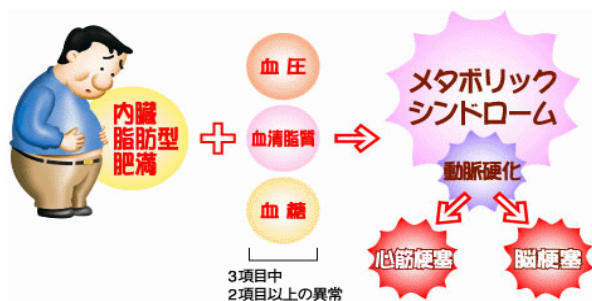 内臓
脂肪型
肥満
血圧
血清脂質
血糖
3項目中
2項目以上の異常
メタボリック
シンドローム
動脈硬化
心筋梗塞
脳梗塞